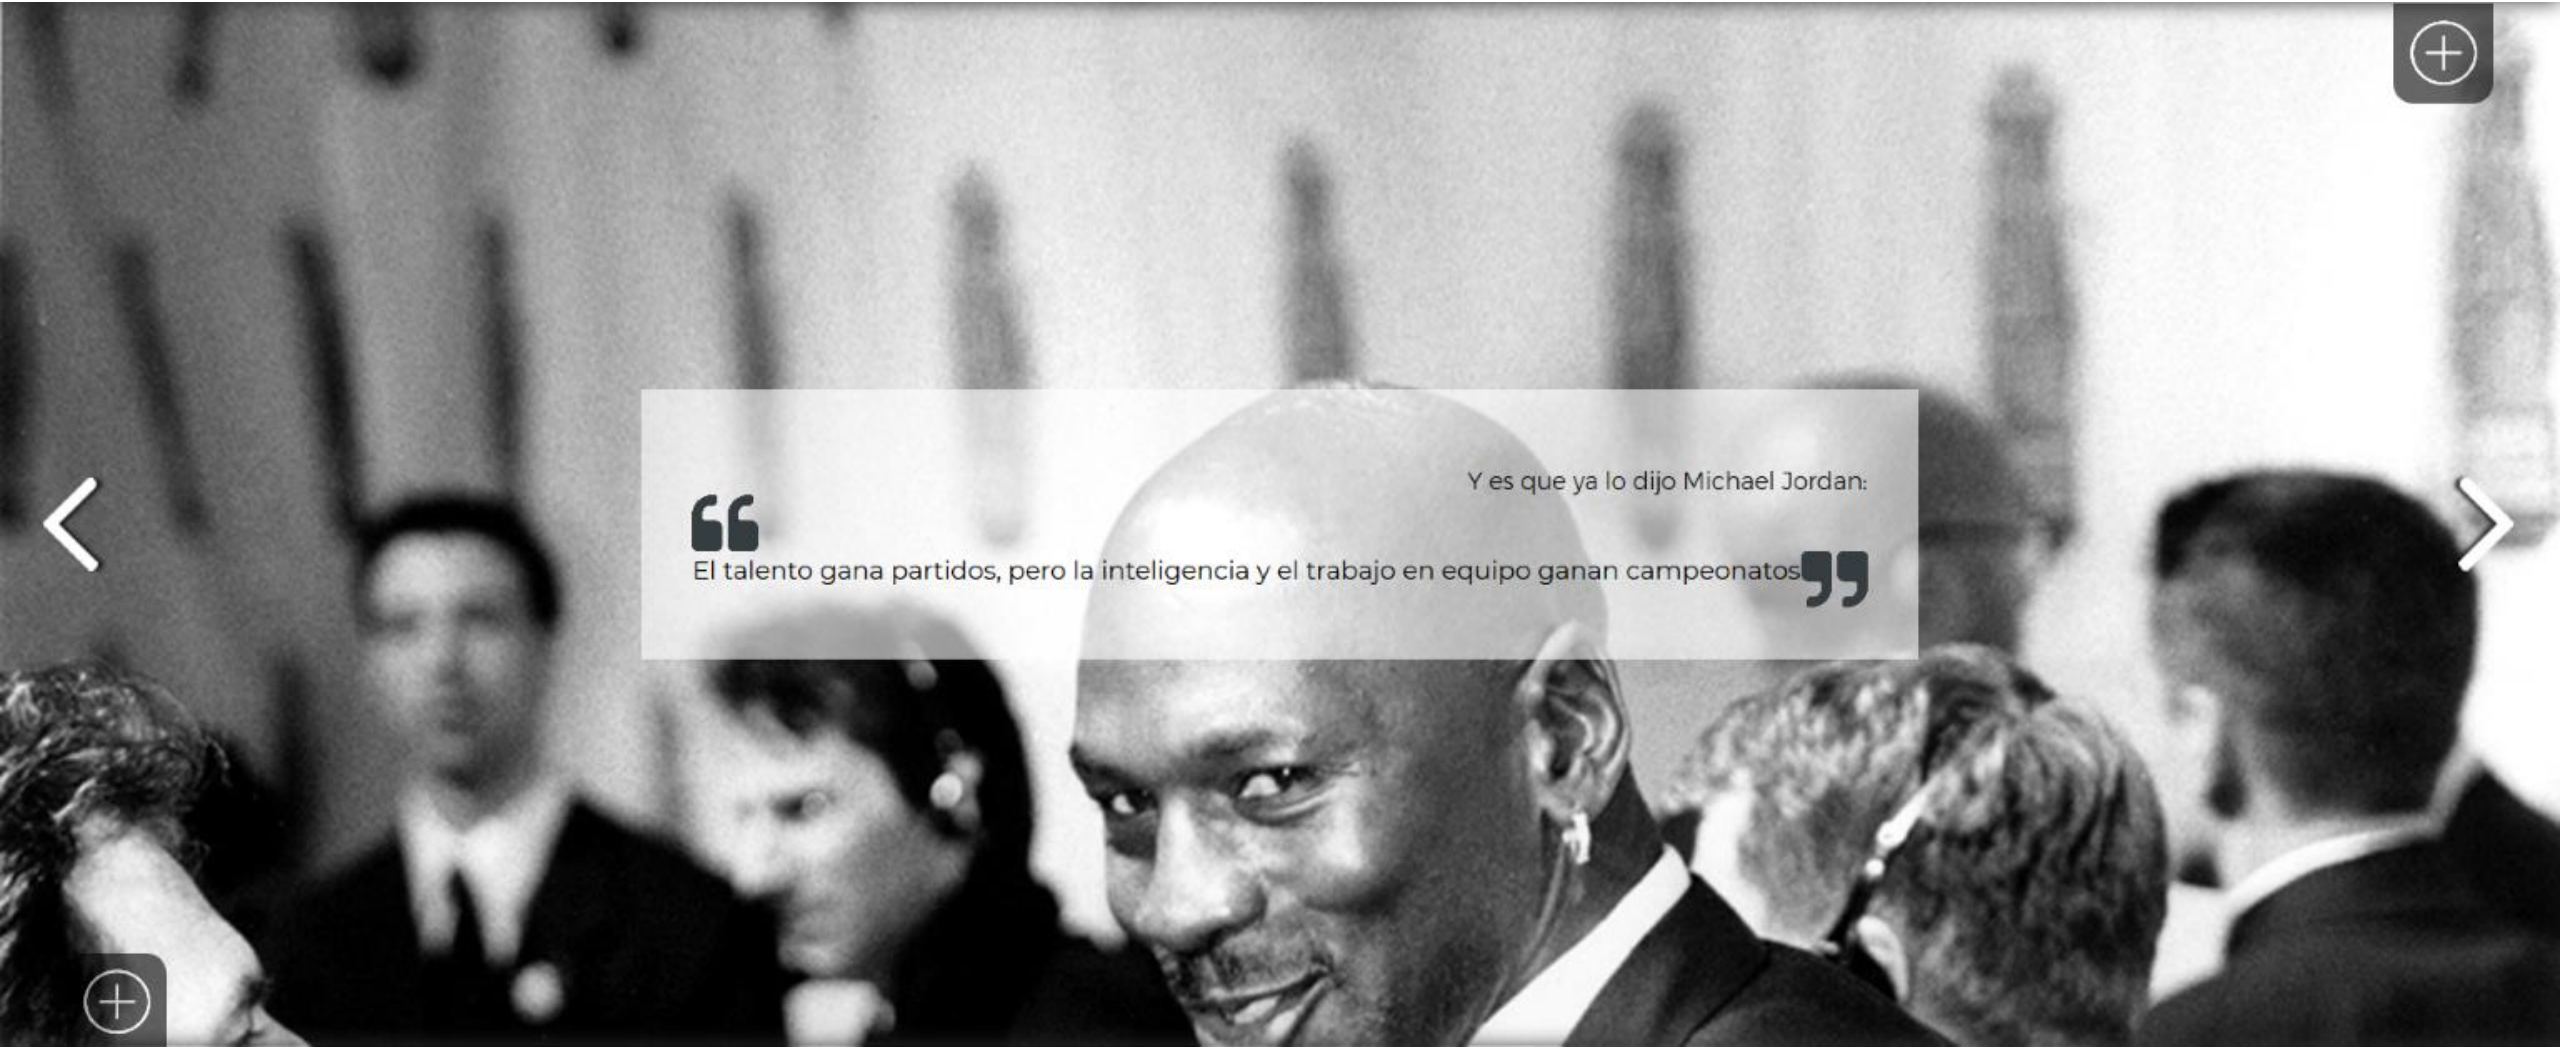 Y es que ya lo dijo Michael Jordan:
“El talento gana partidos, pero la inteligencia y el trabajo en equipo ganan campeonatos”